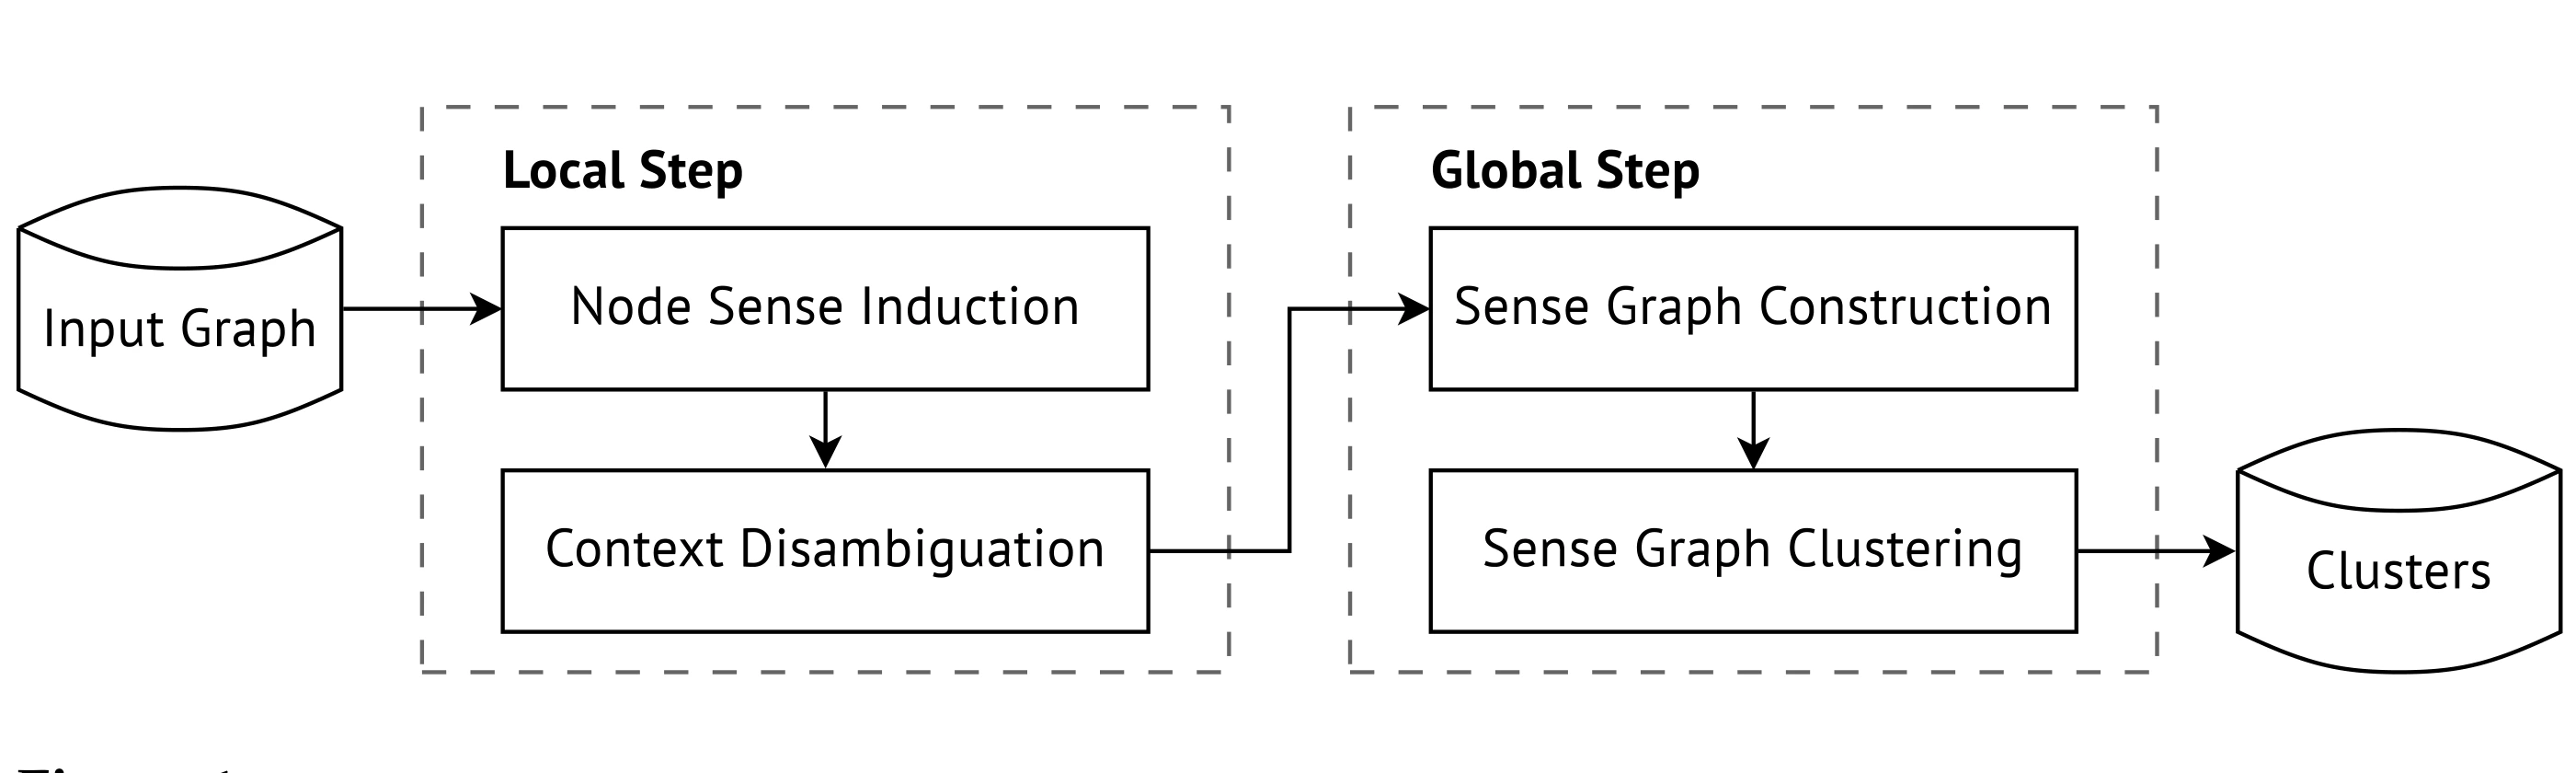 Local Step
Global Step
Input Graph
Node Sense Induction
Context Disambiguation
Sense Graph Construction
Sense Graph Clustering
Clusters